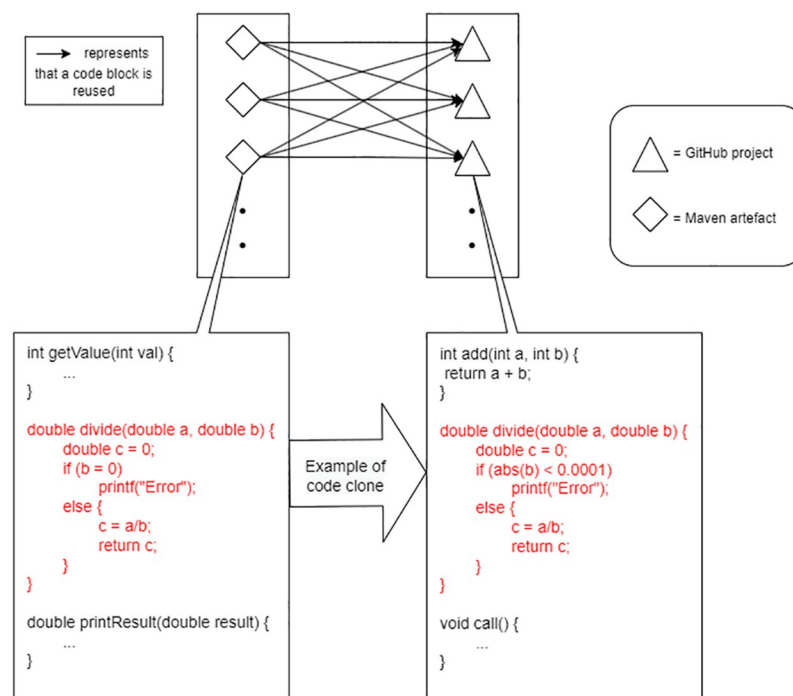 represents
that a code block is
reused
= GitHub project
= Maven artefact
int getValue(int val) {
...
}
double divide(double a, double b) {
double c = 0;
if (b = 0)
printf("Error");
else {
c = a/b;
return c;
}
}
double printResult(double result) {
...
}
Example of
code clone
int add(int a, int b) {
return a + b;
}
double divide(double a, double b) {
double c = 0;
if (abs(b) < 0.0001)
printf("Error");
else {
c = a/b;
return c;
}
}
void call() {
...
}